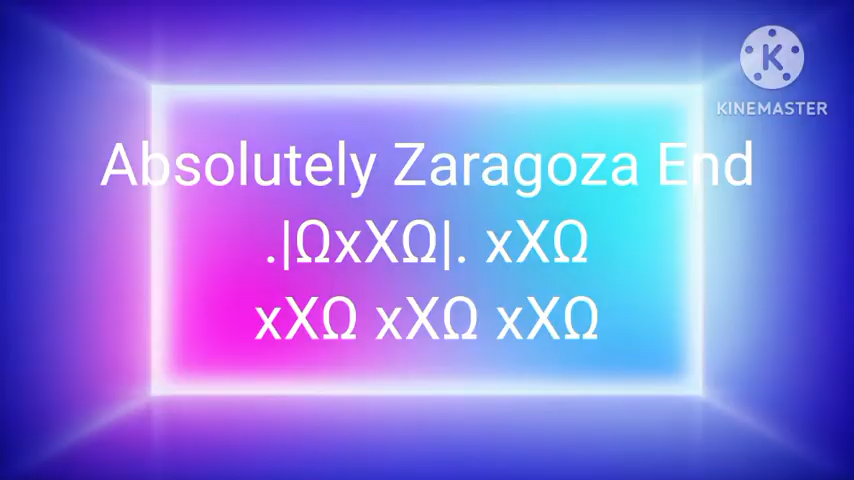 KINEMASTER
Absolutely Zaragoza End
.|ΩxXΩ|. xXΩ
xXΩ xXΩ xXΩ